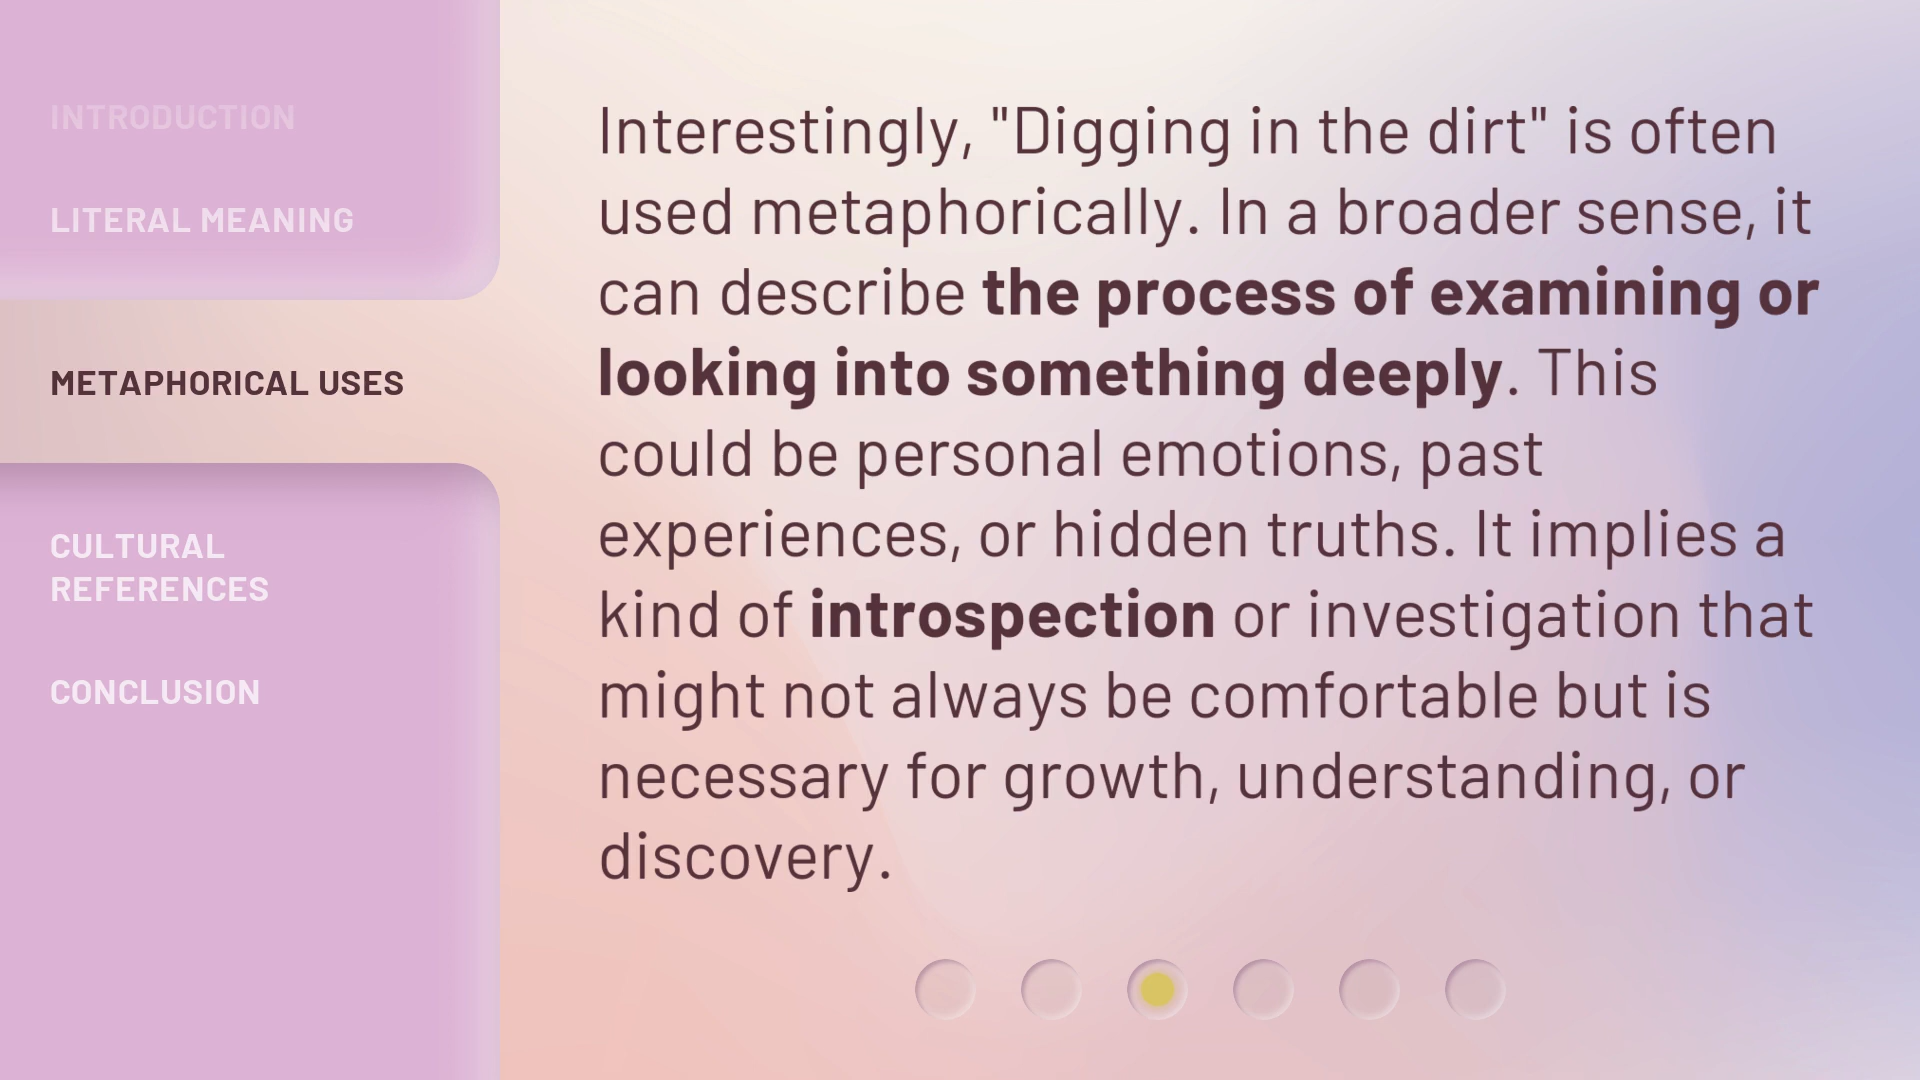 INTRODUCTION
LITERAL MEANING
METAPHORICAL USES
CULTURAL
REFERENCES
CONCLUSION
Interestingly, "Digging in the dirt" is often
used metaphorically. In a broader sense, it
can describe the process of examining or
looking into something deeply. This
could be personal emotions, past
experiences, or hidden truths. It implies a
kind of introspection or investigation that
might not always be comfortable but is
necessary for growth, understanding, or
discovery.